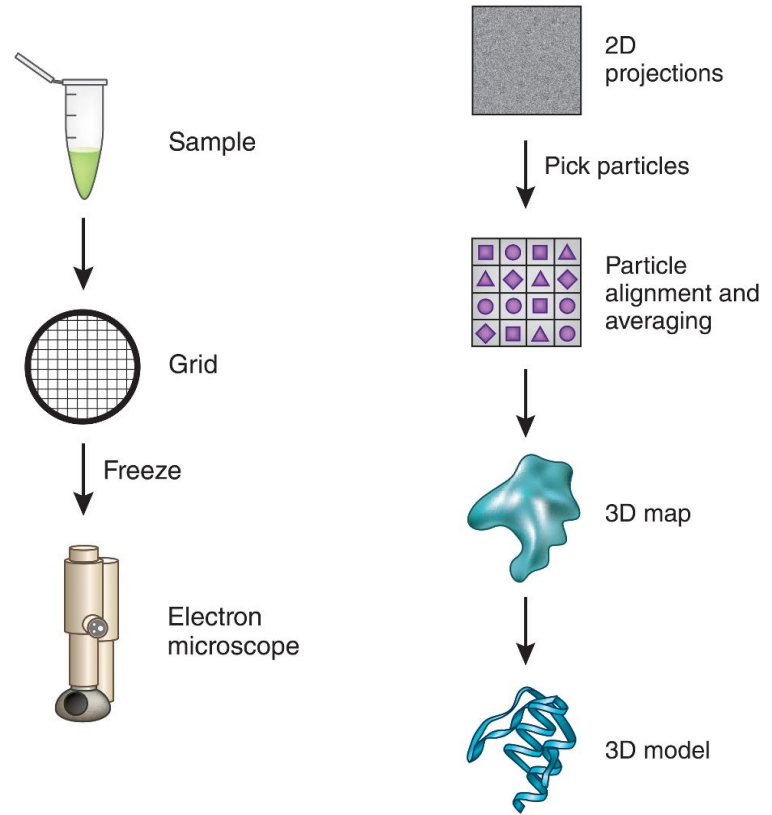 Sample
Grid
Freeze
Electron
microscope
2D
projections
Pick particles
Particle
alignment and
averaging
3D map
3D model